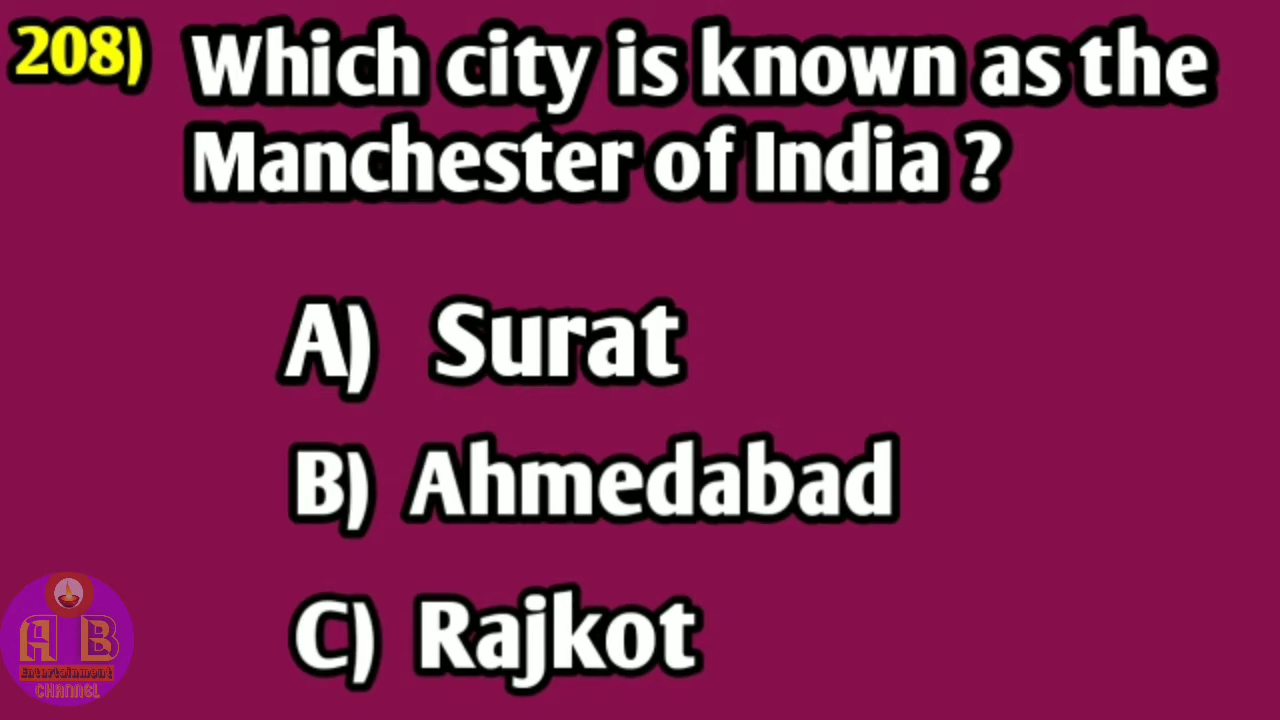 208) Which city is known as the
Manchester of India ?
A) Surat
B) Ahmedabad
C) Rajkot
A B
Entertainment
CHANNEL